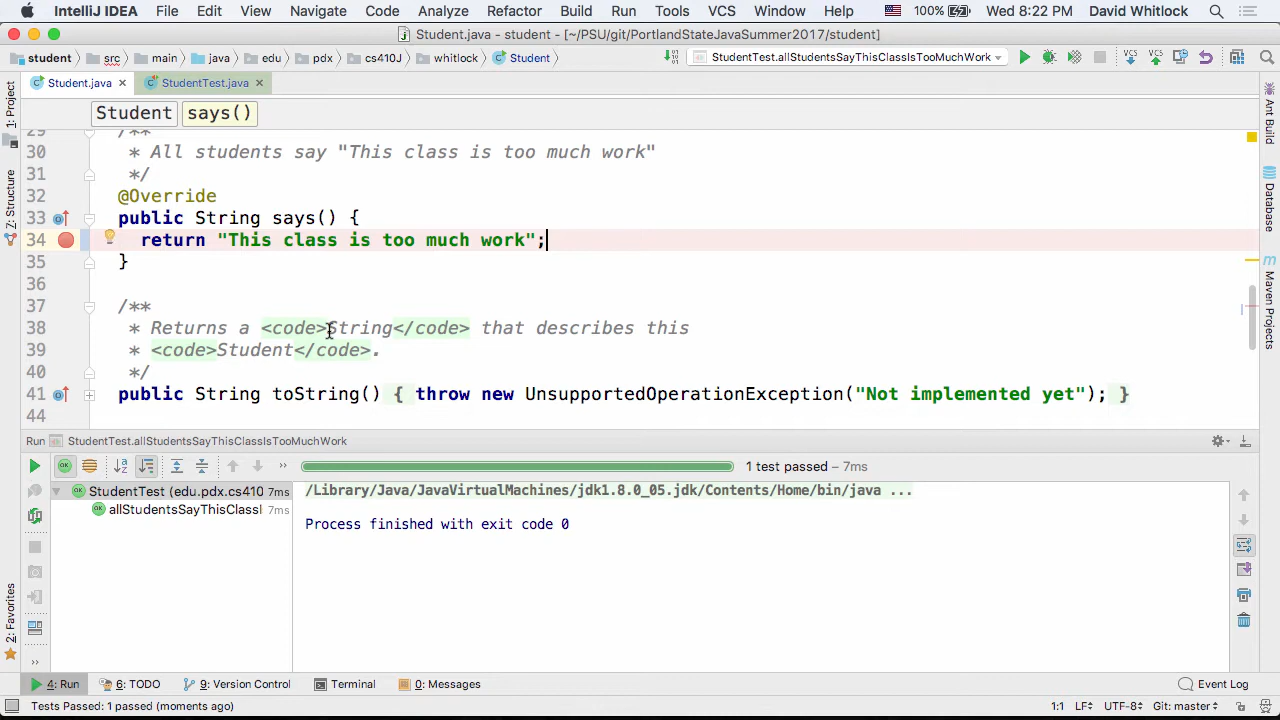 IntelliJ IDEA File Edit View Navigate Code Analyze Refactor Build Run Tools VCS Window Help 100% Wed 8:22 PM David Whitlock
Student.java - student - [~/PSU/git/PortlandStateJavaSummer2017/student]
student src main java edu pdx cs410J whitlock Student StudentTest.allStudentsSayThisClassIsTooMuchWork VCS VCS
Student.java StudentTest.java
Student says()
29 /**
30 * All students say "This class is too much work"
31 */
32 @Override
33 public String says() {
34 return "This class is too much work";
35 }
36
37 /**
38 * Returns a <code>String</code> that describes this
39 * <code>Student</code>.
40 */
41 public String toString() { throw new UnsupportedOperationException("Not implemented yet"); }
44
Run StudentTest.allStudentsSayThisClassIsTooMuchWork
1 test passed – 7ms
StudentTest (edu.pdx.cs410 7ms
allStudentsSayThisClassI 7ms
/Library/Java/JavaVirtualMachines/jdk1.8.0_05.jdk/Contents/Home/bin/java ...
Process finished with exit code 0
1: Project
Z: Structure
2: Favorites
Ant Build
Database
Maven Projects
4: Run 6: TODO 9: Version Control Terminal 0: Messages Event Log
Tests Passed: 1 passed (moments ago) 1:1 LF÷ UTF-8÷ Git: master÷